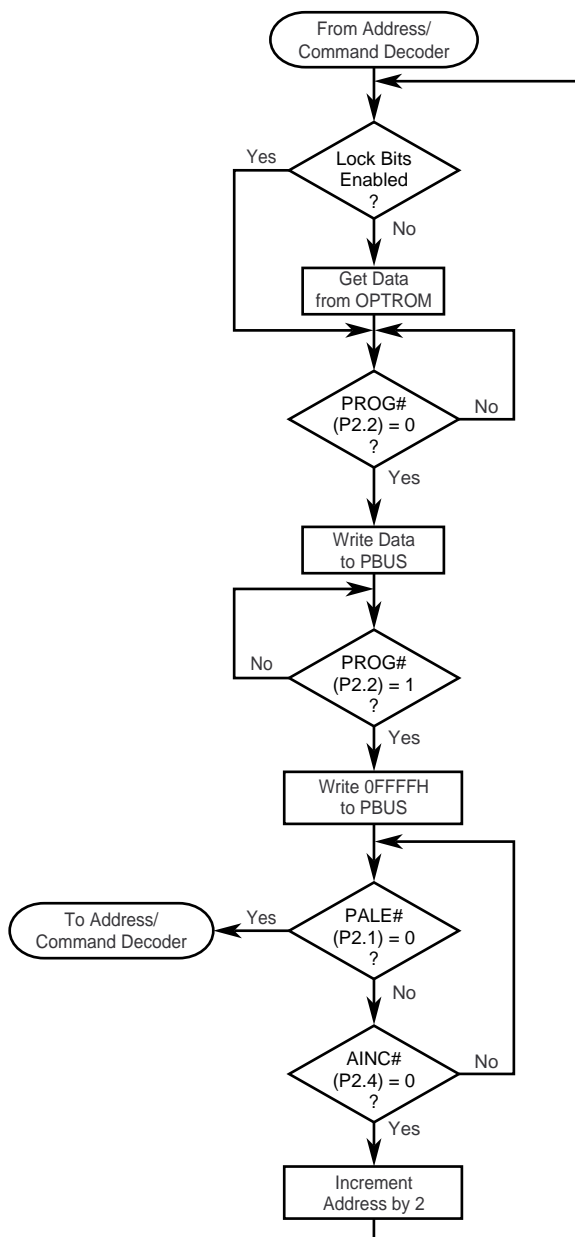 From Address/
Command Decoder
Yes
Lock Bits
Enabled
?
No
Get Data
from OPTROM
PROG#
(P2.2) = 0
?
No
Yes
Write Data
to PBUS
No
PROG#
(P2.2) = 1
?
Yes
Write 0FFFFH
to PBUS
To Address/
Command Decoder
Yes
PALE#
(P2.1) = 0
?
No
AINC#
(P2.4) = 0
?
No
Yes
Increment
Address by 2